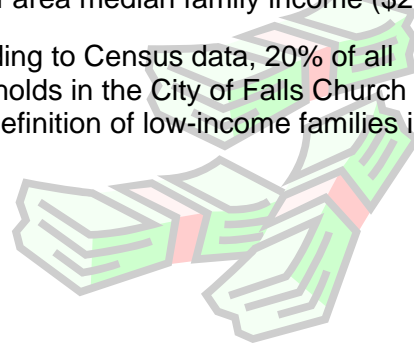 area median family income ($2
ding to Census data, 20% of all
holds in the City of Falls Church
efinition of low-income families i